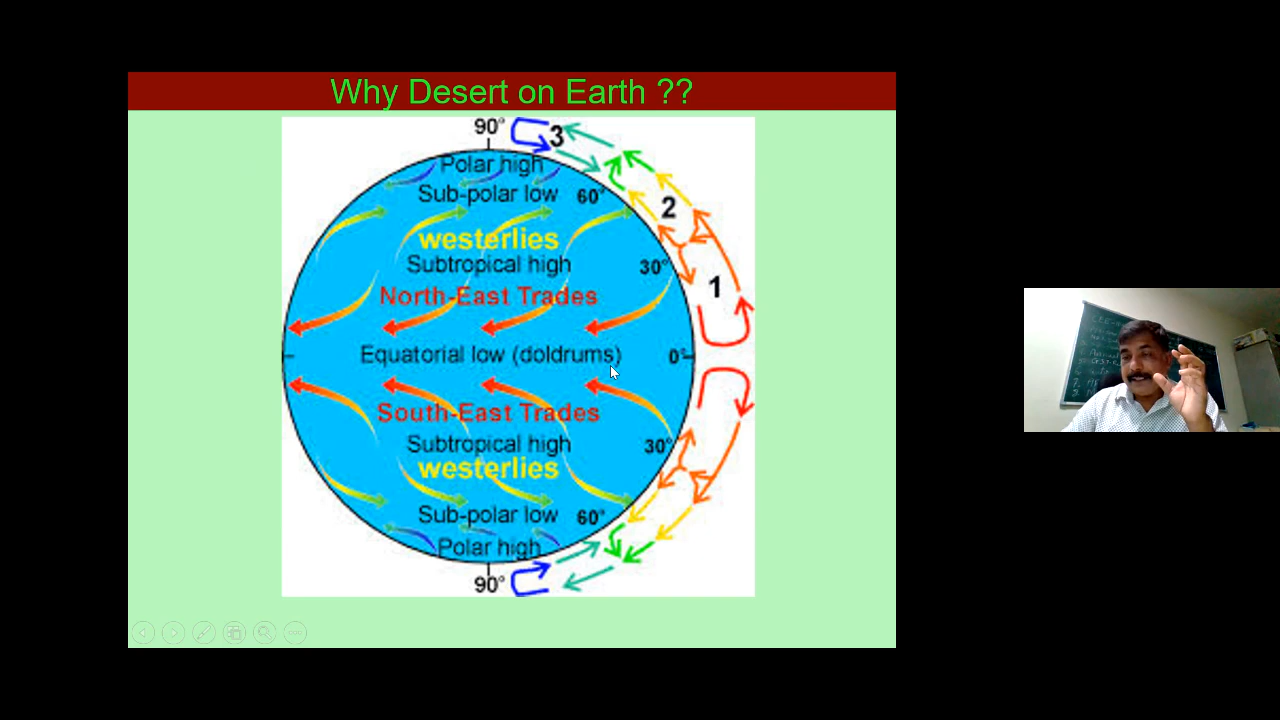 Why Desert on Earth ??
90°
3
Polar high
Sub-polar low
60°
2
westerlies
Subtropical high
30°
North-East Trades
1
Equatorial low (doldrums)
0°
South-East Trades
Subtropical high
30°
westerlies
Sub-polar low
60°
Polar high
90°